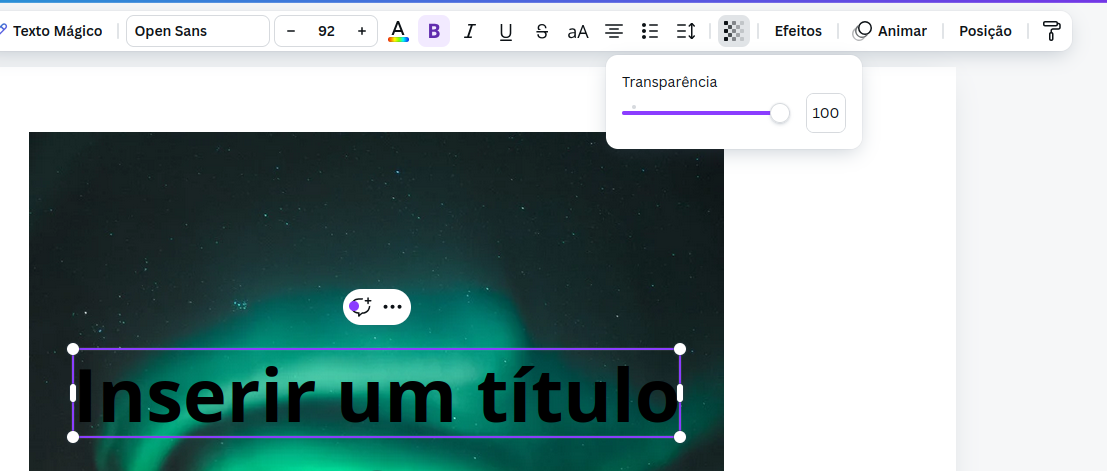 Texto Mágico Open Sans – 92 + A B I U S aA Efeitos Animar Posição
Transparência
100
Inserir um título